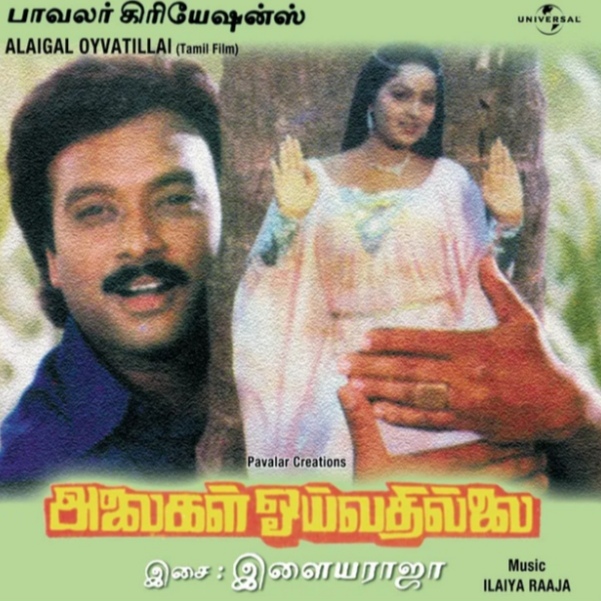 பாவலர் கிரியேஷன்ஸ்
UNIVERSAL
ALAIGAL OYVATILLAI (Tamil Film)
Pavalar Creations
அலைகள் ஓய்வதில்லை
இசை : இளையராஜா
Music
ILAIYA RAAJA